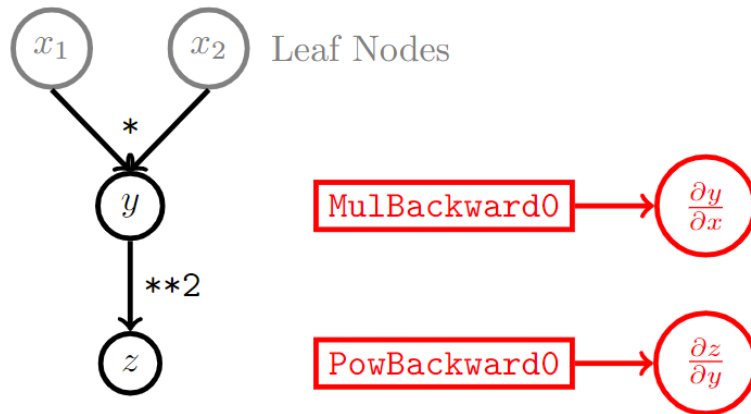 x₁ x₂ Leaf Nodes
*
y MulBackward0 ∂y/∂x
**2
z PowBackward0 ∂z/∂y